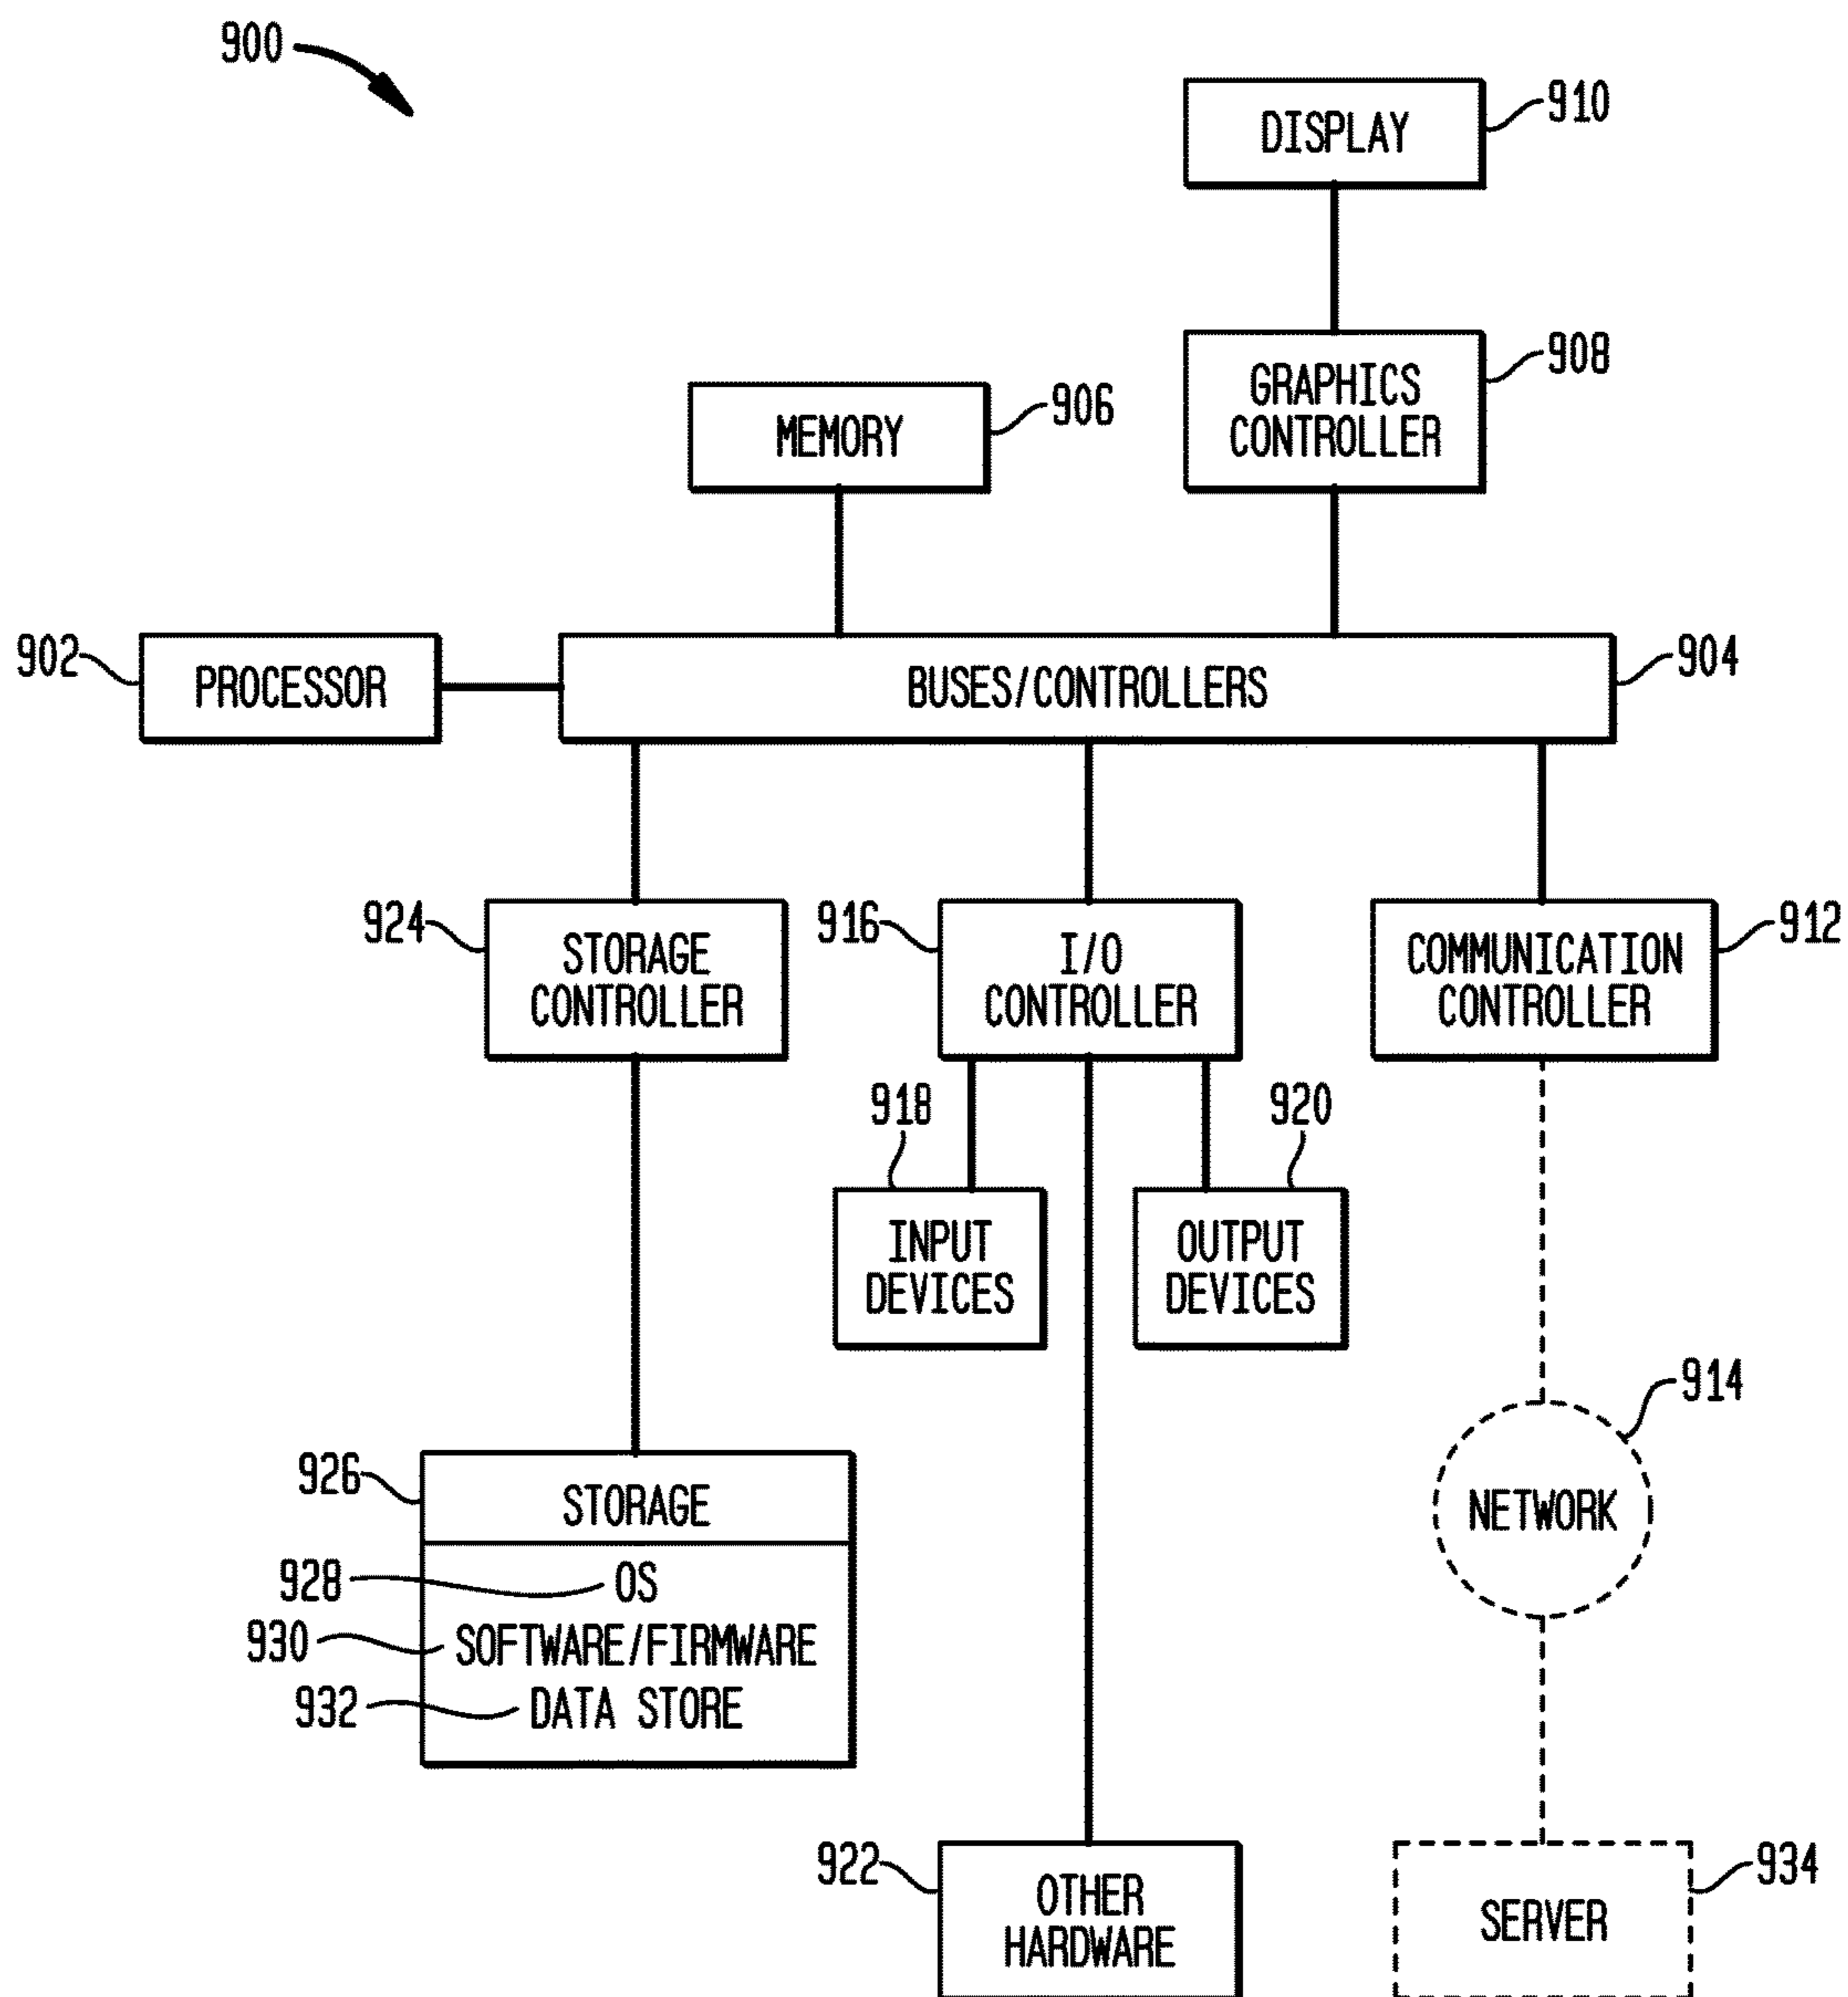 900
DISPLAY
910
GRAPHICS
CONTROLLER
908
MEMORY
906
902
PROCESSOR
BUSES/CONTROLLERS
904
924
STORAGE
CONTROLLER
916
I/O
CONTROLLER
COMMUNICATION
CONTROLLER
912
918
920
INPUT
DEVICES
OUTPUT
DEVICES
914
NETWORK
926
STORAGE
928
OS
930
SOFTWARE/FIRMWARE
932
DATA STORE
922
OTHER
HARDWARE
SERVER
934